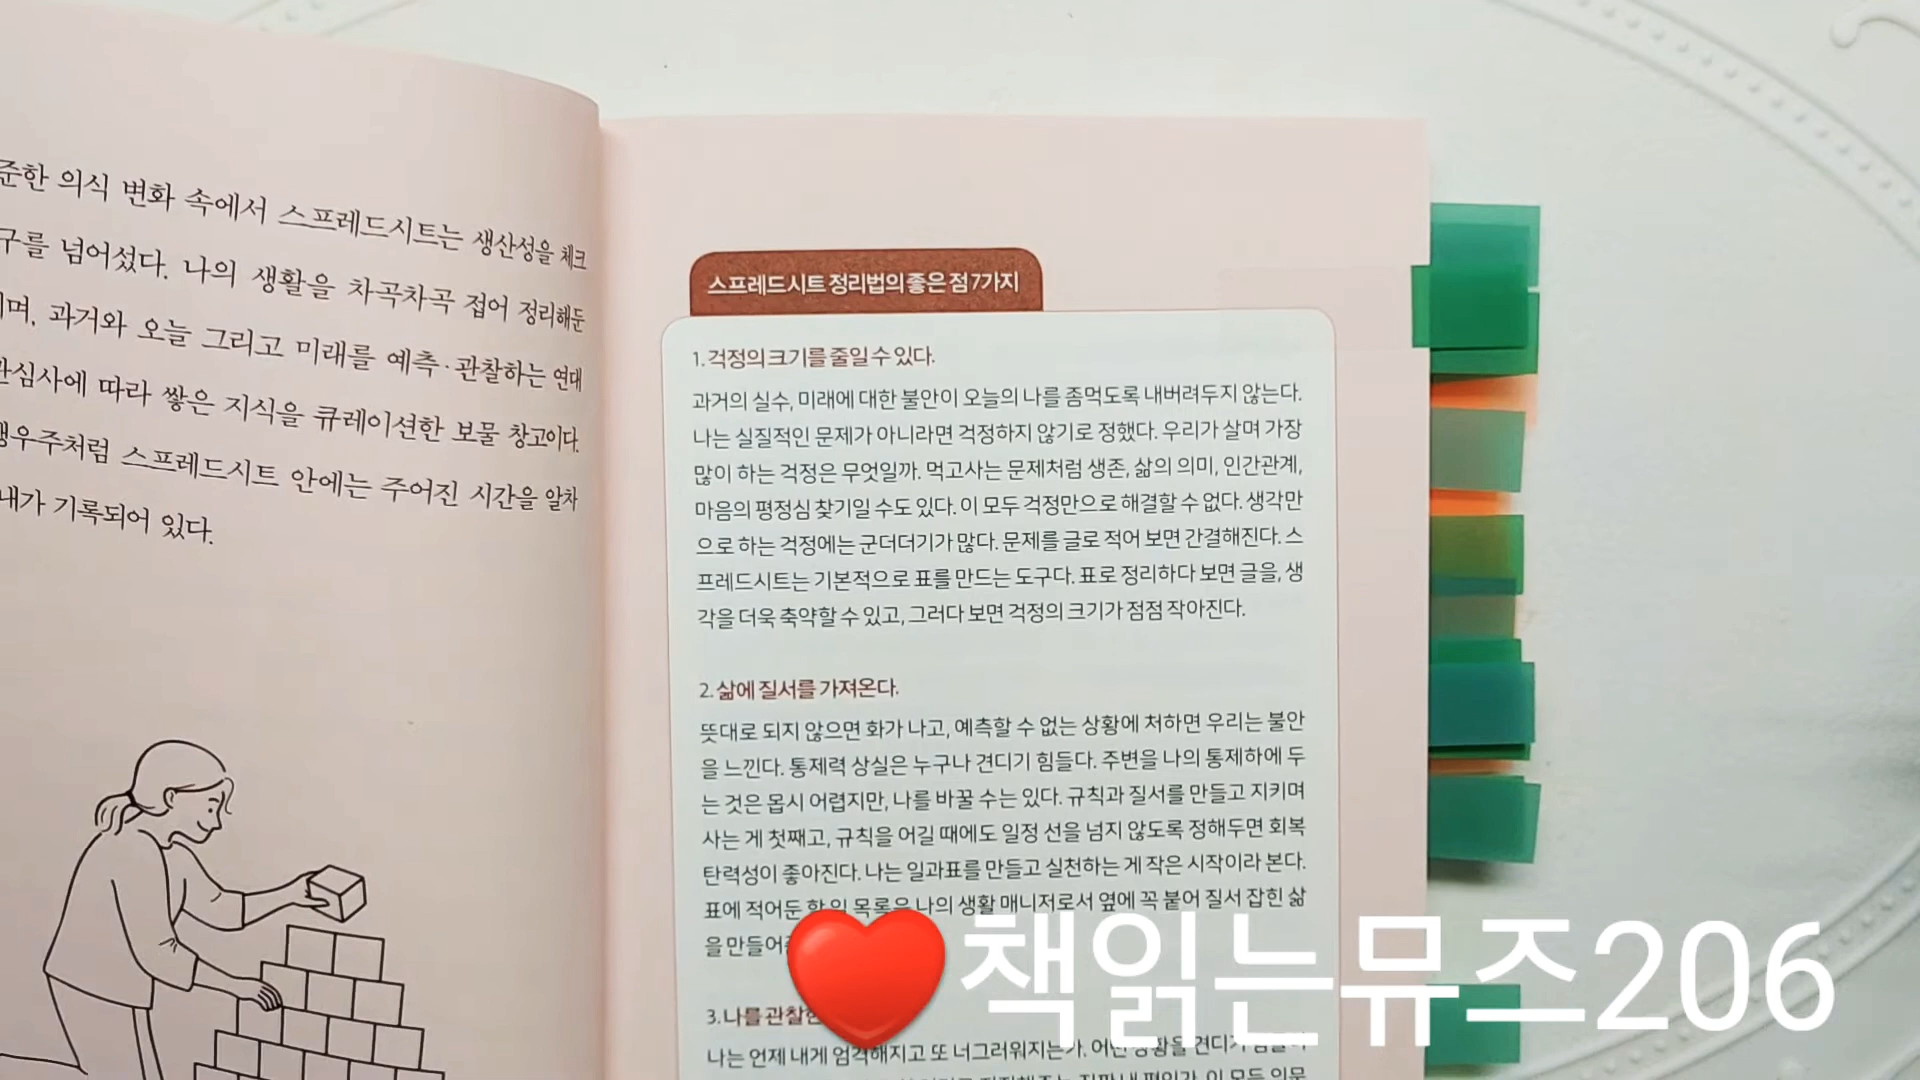 준한 의식 변화 속에서 스프레드시트는 생산성을 체크
구를 넘어섰다. 나의 생활을 차곡차곡 접어 정리해둔
며, 과거와 오늘 그리고 미래를 예측·관찰하는 연대
관심사에 따라 쌓은 지식을 큐레이션한 보물 창고이다.
우주처럼 스프레드시트 안에는 주어진 시간을 알차
내가 기록되어 있다.
스프레드시트 정리법의 좋은 점 7가지
1. 걱정의 크기를 줄일 수 있다.
과거의 실수, 미래에 대한 불안이 오늘의 나를 좀먹도록 내버려두지 않는다.
나는 실질적인 문제가 아니라면 걱정하지 않기로 정했다. 우리가 살며 가장
많이 하는 걱정은 무엇일까. 먹고사는 문제처럼 생존, 삶의 의미, 인간관계,
마음의 평정심 찾기일 수도 있다. 이 모두 걱정만으로 해결할 수 없다. 생각만
으로 하는 걱정에는 군더더기가 많다. 문제를 글로 적어 보면 간결해진다. 스
프레드시트는 기본적으로 표를 만드는 도구다. 표로 정리하다 보면 글을, 생
각을 더욱 축약할 수 있고, 그러다 보면 걱정의 크기가 점점 작아진다.
2. 삶에 질서를 가져온다.
뜻대로 되지 않으면 화가 나고, 예측할 수 없는 상황에 처하면 우리는 불안
을 느낀다. 통제력 상실은 누구나 견디기 힘들다. 주변을 나의 통제하에 두
는 것은 몹시 어렵지만, 나를 바꿀 수는 있다. 규칙과 질서를 만들고 지키며
사는 게 첫째고, 규칙을 어길 때에도 일정 선을 넘지 않도록 정해두면 회복
탄력성이 좋아진다. 나는 일과표를 만들고 실천하는 게 작은 시작이라 본다.
표에 적어둔 할 일 목록은 나의 생활 매니저로서 옆에 꼭 붙어 질서 잡힌 삶
을 만들어
3. 나를 관찰
나는 언제 내게 엄격해지고 또 너그러워지는가.
책읽는뮤즈206